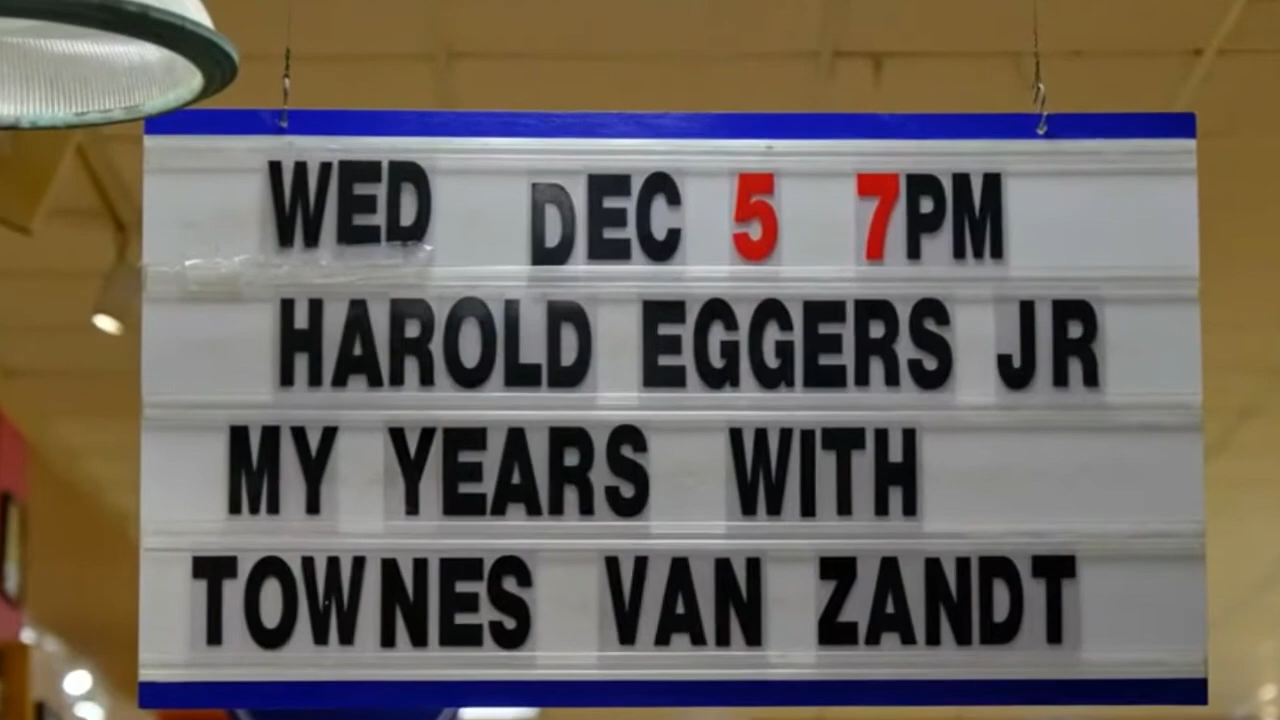 WED DEC 5 7PM
HAROLD EGGERS JR
MY YEARS WITH
TOWNES VAN ZANDT